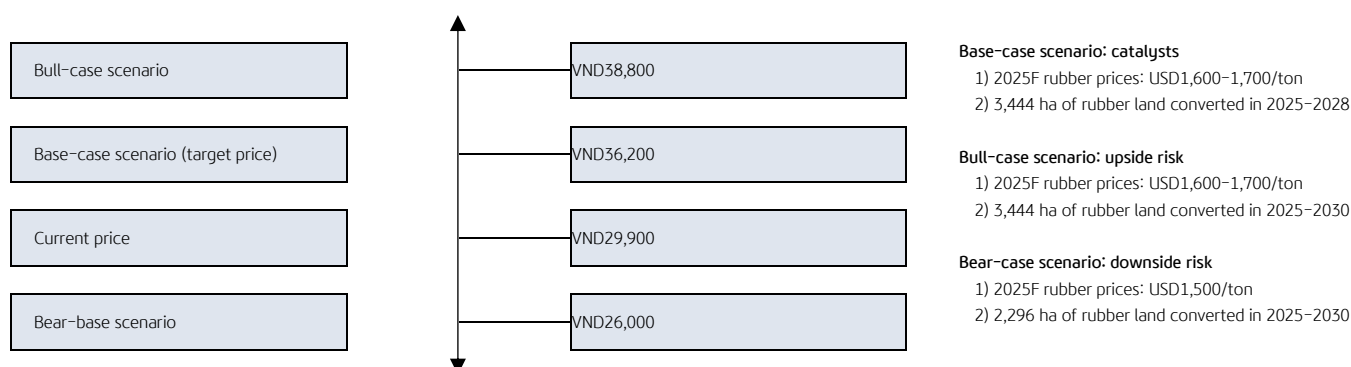 Bull-case scenario
VND38,800
Base-case scenario (target price)
VND36,200
Current price
VND29,900
Bear-base scenario
VND26,000
Base-case scenario: catalysts
1) 2025F rubber prices: USD1,600-1,700/ton
2) 3,444 ha of rubber land converted in 2025-2028
Bull-case scenario: upside risk
1) 2025F rubber prices: USD1,600-1,700/ton
2) 3,444 ha of rubber land converted in 2025-2030
Bear-case scenario: downside risk
1) 2025F rubber prices: USD1,500/ton
2) 2,296 ha of rubber land converted in 2025-2030